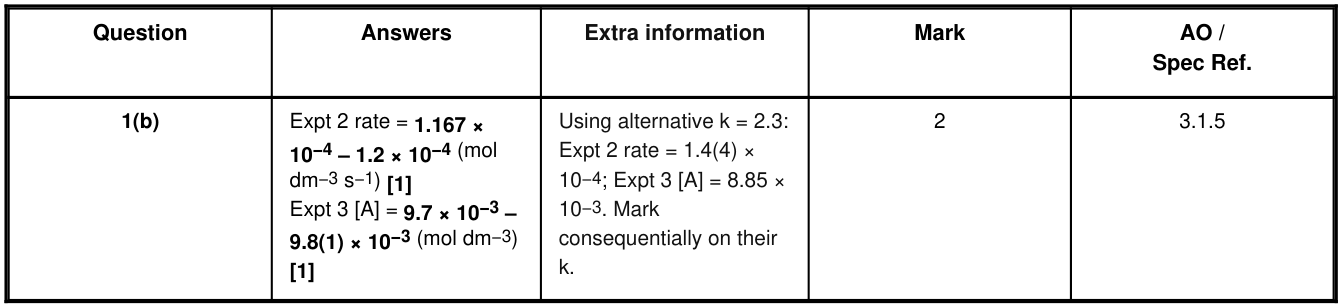 Question
Answers
Extra information
Mark
AO /
Spec Ref.
1(b)
Expt 2 rate = 1.167 ×
10−4 – 1.2 × 10−4 (mol
dm−3 s−1) [1]
Expt 3 [A] = 9.7 × 10−3 –
9.8(1) × 10−3 (mol dm−3)
[1]
Using alternative k = 2.3:
Expt 2 rate = 1.4(4) ×
10−4; Expt 3 [A] = 8.85 ×
10−3. Mark
consequentially on their
k.
2
3.1.5